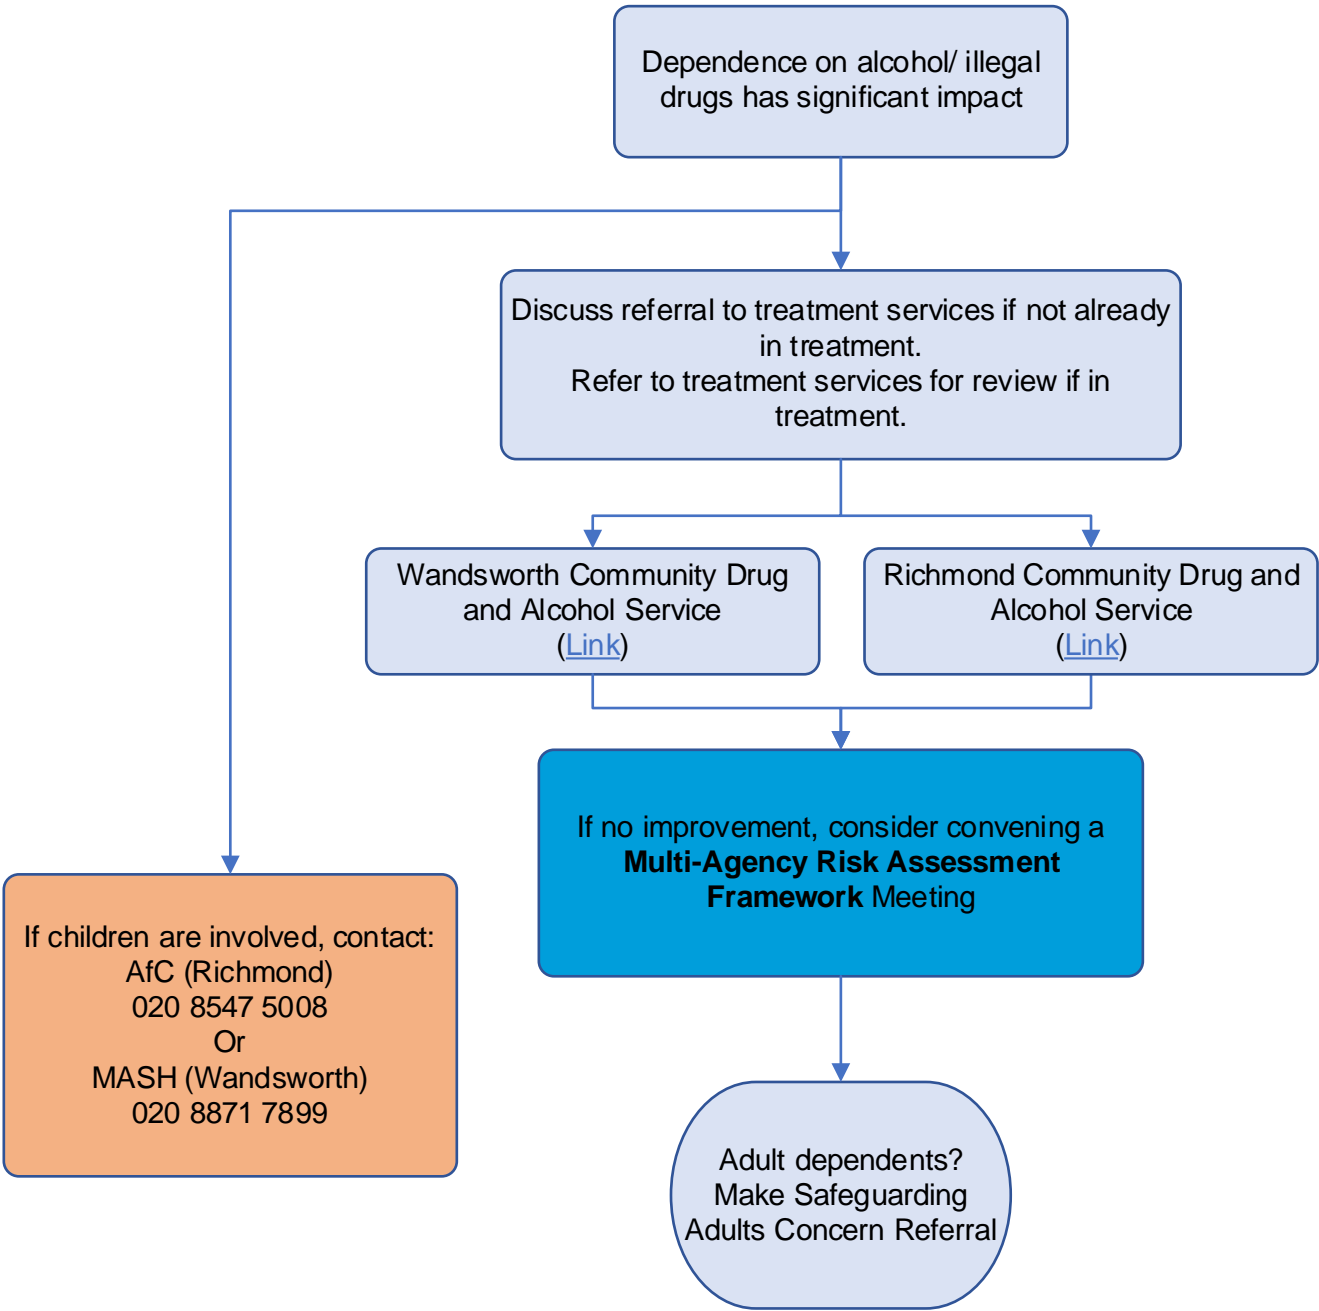 Dependence on alcohol/ illegal
drugs has significant impact
Discuss referral to treatment services if not already
in treatment.
Refer to treatment services for review if in
treatment.
Wandsworth Community Drug
and Alcohol Service
(Link)
Richmond Community Drug and
Alcohol Service
(Link)
If no improvement, consider convening a
Multi-Agency Risk Assessment
Framework Meeting
If children are involved, contact:
AfC (Richmond)
020 8547 5008
Or
MASH (Wandsworth)
020 8871 7899
Adult dependents?
Make Safeguarding
Adults Concern Referral